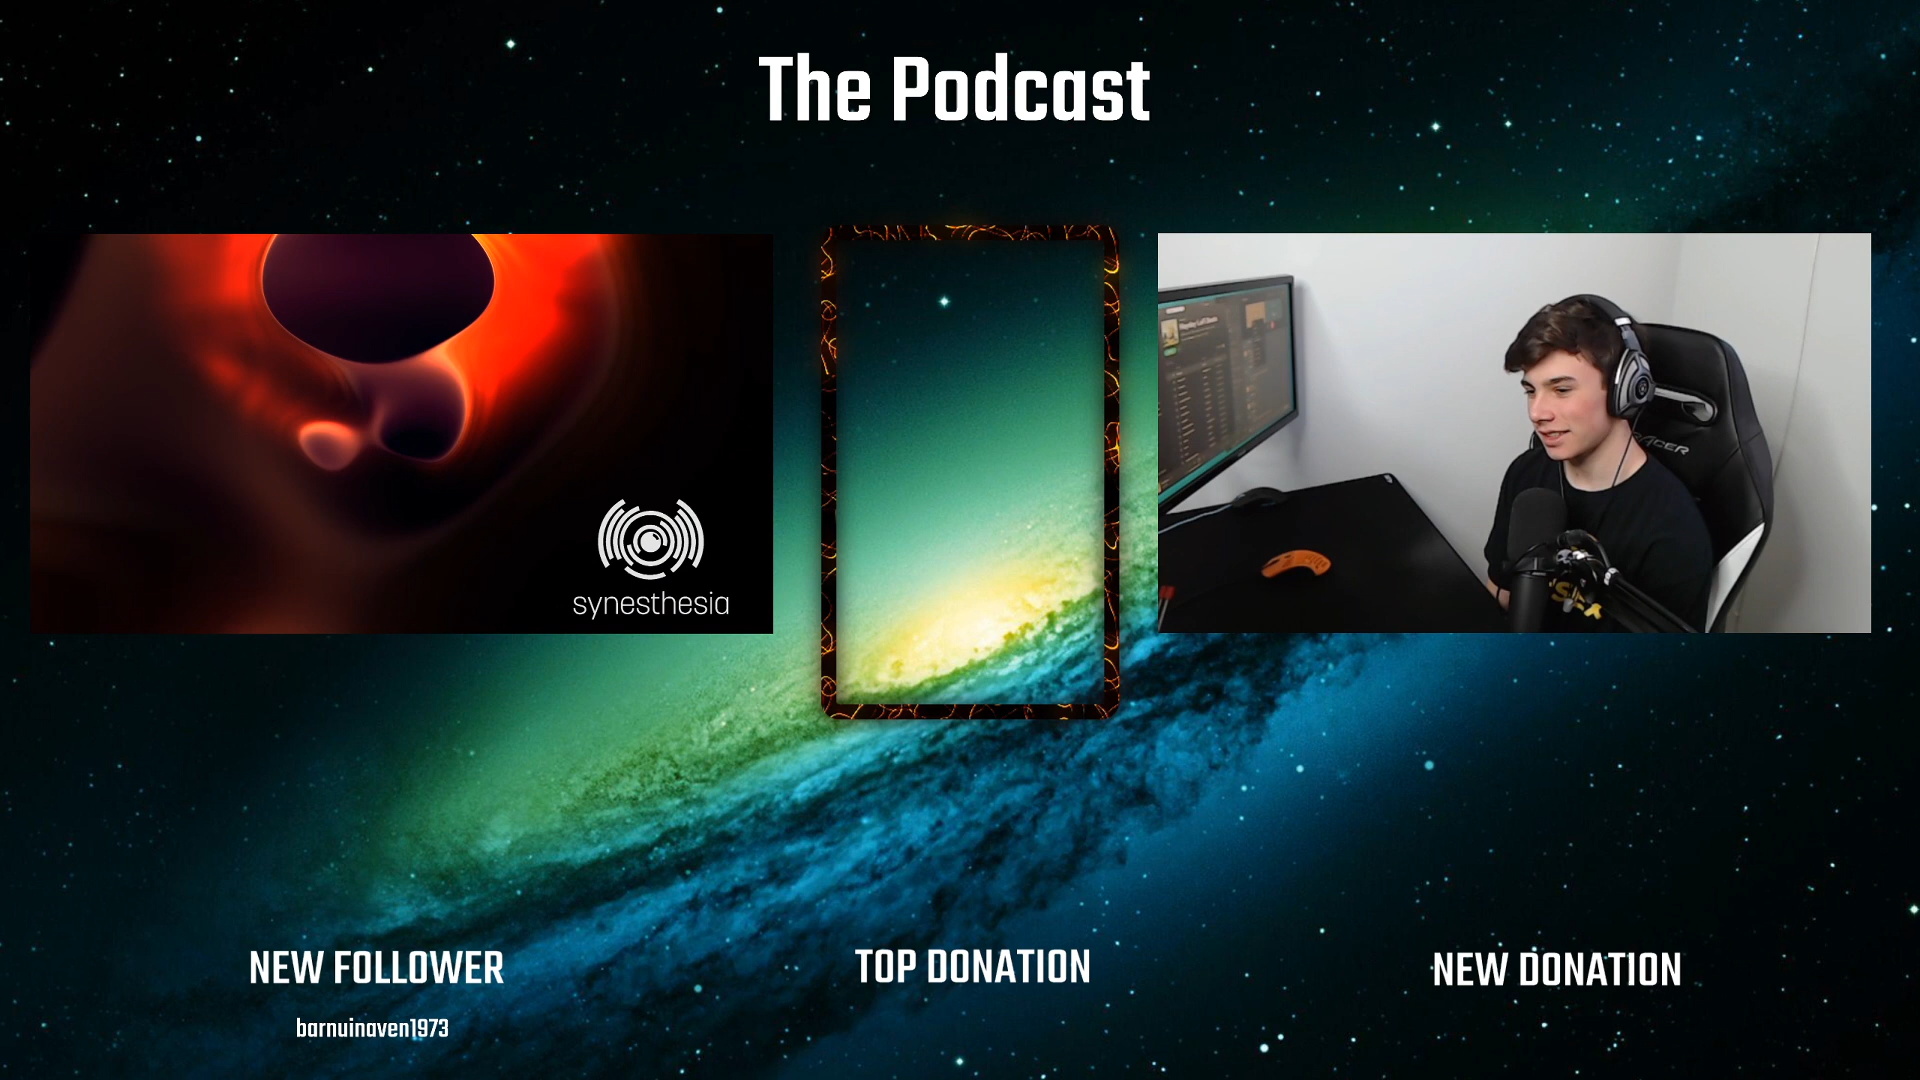 The Podcast
synesthesia
NEW FOLLOWER
barnuinaven1973
TOP DONATION
NEW DONATION